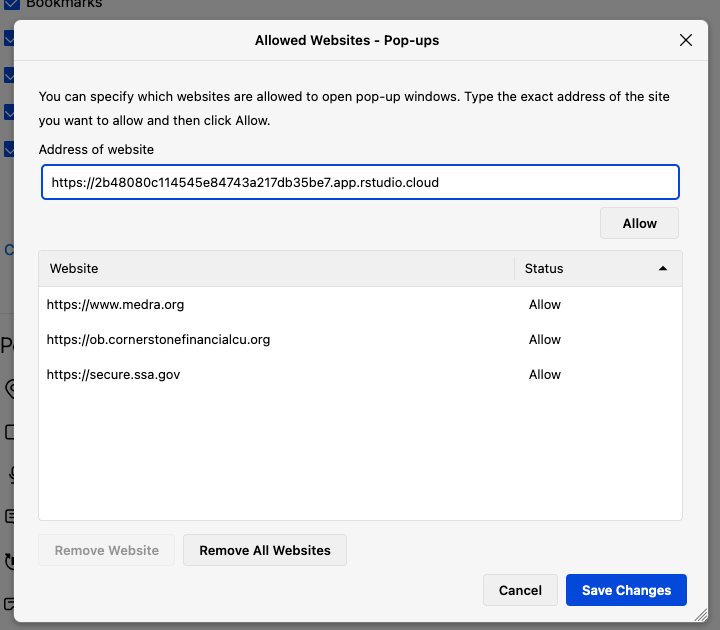 Bookmarks
Allowed Websites - Pop-ups
You can specify which websites are allowed to open pop-up windows. Type the exact address of the site
you want to allow and then click Allow.
Address of website
https://2b48080c114545e84743a217db35be7.app.rstudio.cloud
Allow
Website Status
https://www.medra.org Allow
https://ob.cornerstonefinancialcu.org Allow
https://secure.ssa.gov Allow
Remove Website Remove All Websites
Cancel Save Changes